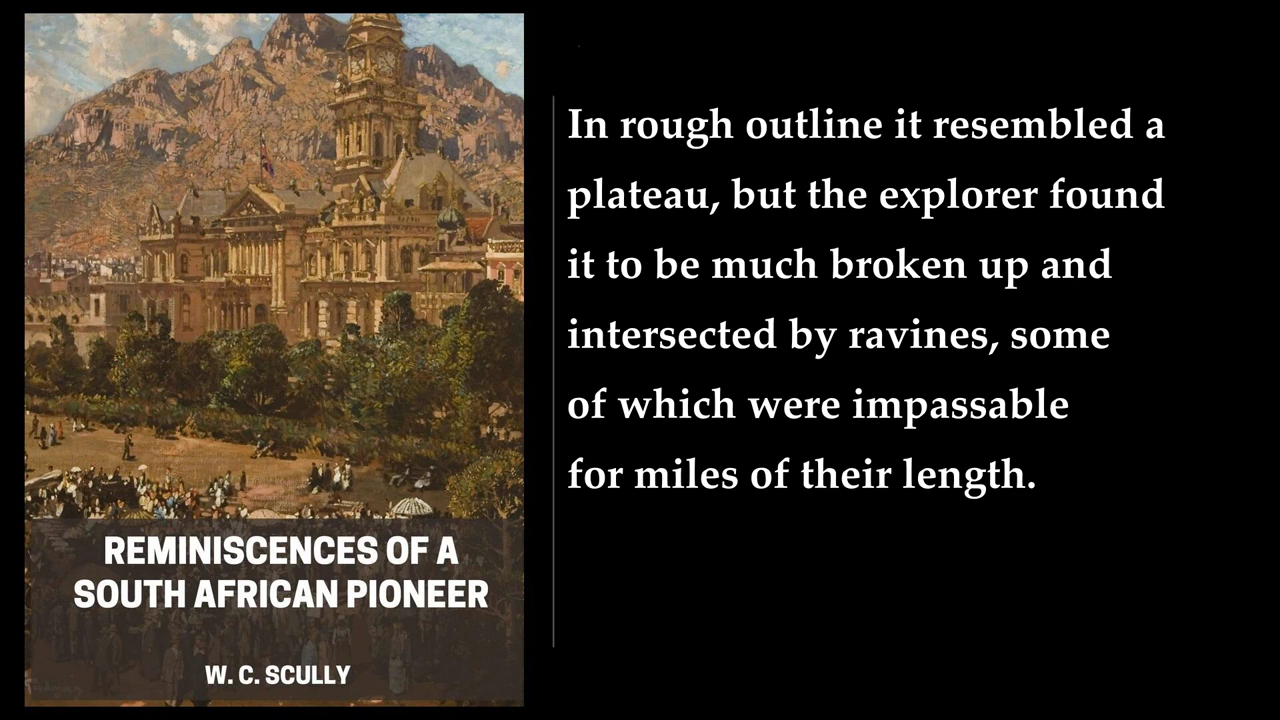 In rough outline it resembled a
plateau, but the explorer found
it to be much broken up and
intersected by ravines, some
of which were impassable
for miles of their length.
REMINISCENCES OF A
SOUTH AFRICAN PIONEER
W. C. SCULLY